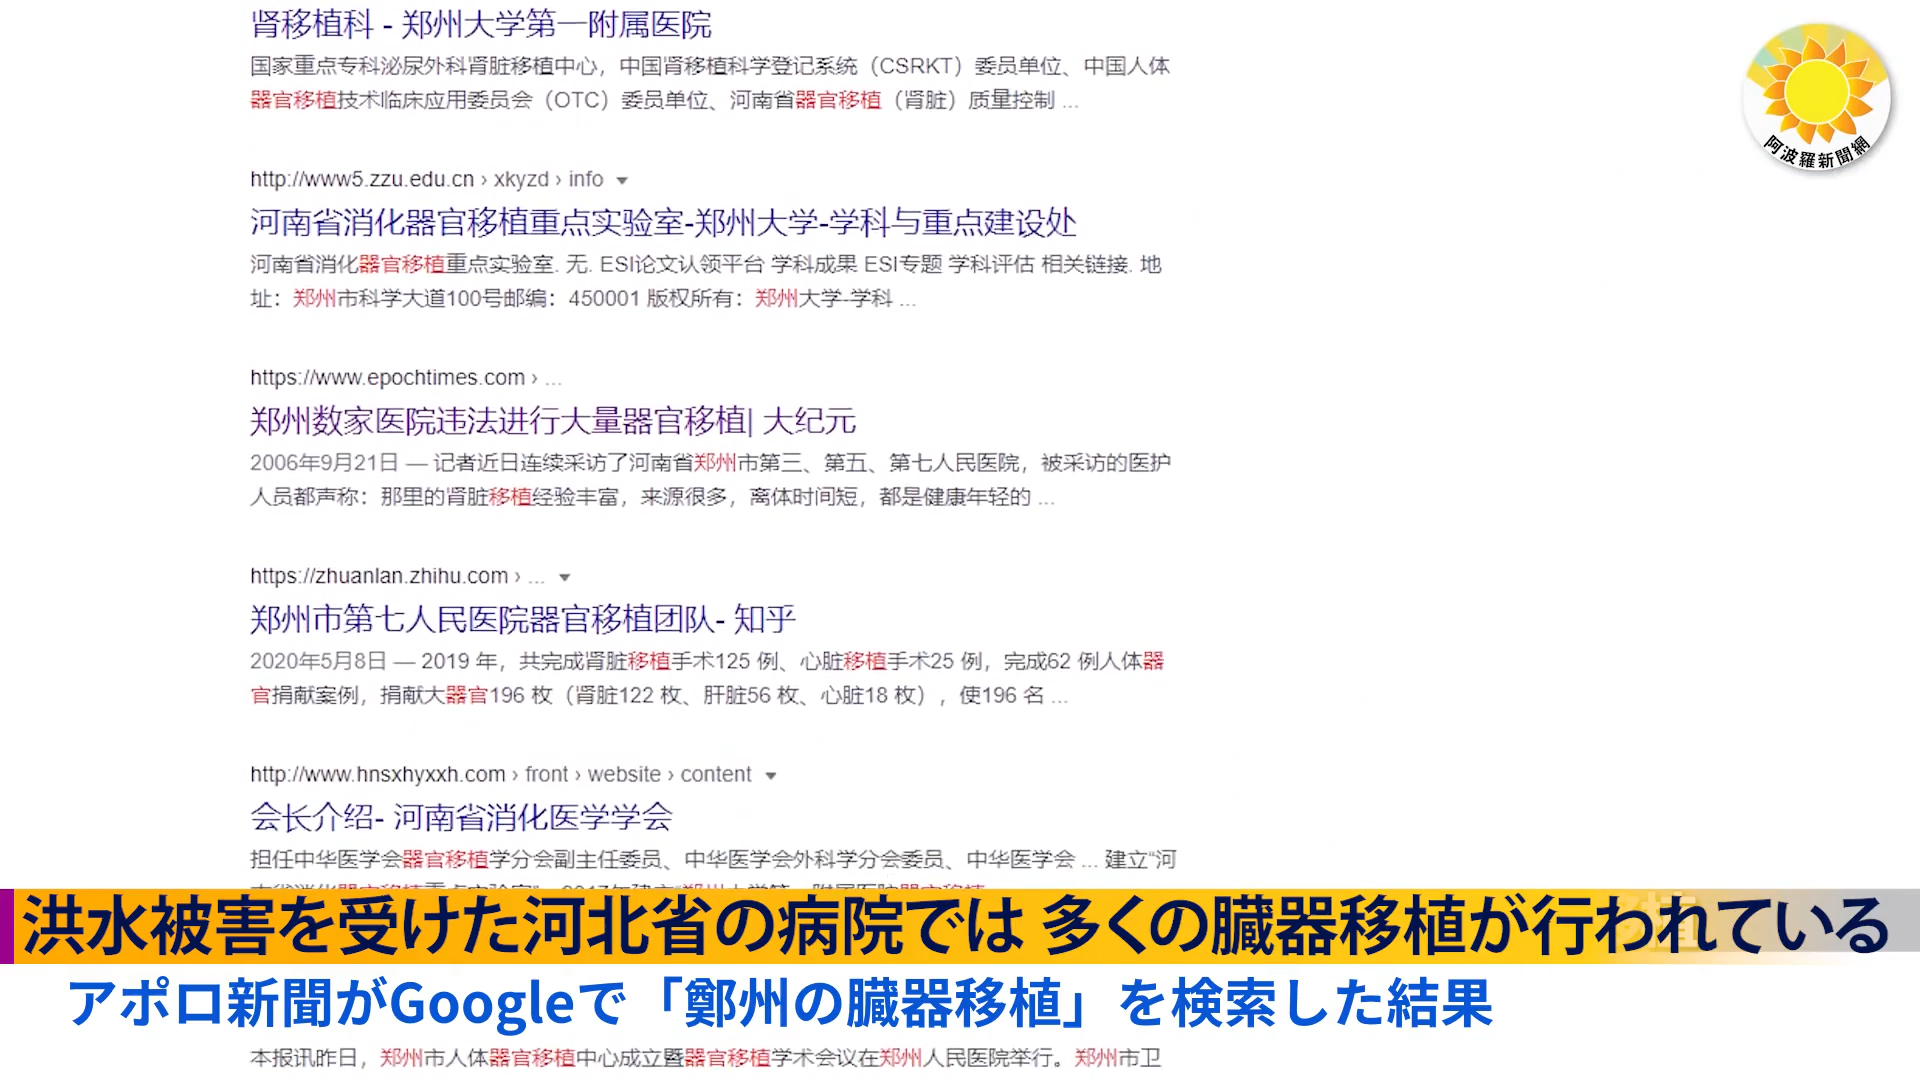 肾移植科 - 郑州大学第一附属医院
国家重点专科泌尿外科肾脏移植中心，中国肾移植科学登记系统（CSRKT）委员单位、中国人体
器官移植技术临床应用委员会（OTC）委员单位、河南省器官移植（肾脏）质量控制 ...
阿波羅新聞網
http://www5.zzu.edu.cn › xkyzd › info
河南省消化器官移植重点实验室-郑州大学-学科与重点建设处
河南省消化器官移植重点实验室. 无. ESI论文认领平台 学科成果 ESI专题 学科评估 相关链接. 地
址：郑州市科学大道100号邮编：450001 版权所有：郑州大学-学科 ...
https://www.epochtimes.com › ...
郑州数家医院违法进行大量器官移植| 大纪元
2006年9月21日 — 记者近日连续采访了河南省郑州市第三、第五、第七人民医院，被采访的医护
人员都声称：那里的肾脏移植经验丰富，来源很多，离体时间短，都是健康年轻的 ...
https://zhuanlan.zhihu.com › ...
郑州市第七人民医院器官移植团队- 知乎
2020年5月8日 — 2019 年，共完成肾脏移植手术125 例、心脏移植手术25 例，完成62 例人体器
官捐献案例，捐献大器官196 枚（肾脏122 枚、肝脏56 枚、心脏18 枚），使196 名 ...
http://www.hnsxhyxxh.com › front › website › content
会长介绍- 河南省消化医学学会
担任中华医学会器官移植学分会副主任委员、中华医学会外科学分会委员、中华医学会 ... 建立“河
洪水被害を受けた河北省の病院では 多くの臓器移植が行われている
アポロ新聞がGoogleで「鄭州の臓器移植」を検索した結果
本报讯昨日，郑州市人体器官移植中心成立暨器官移植学术会议在郑州人民医院举行。郑州市卫